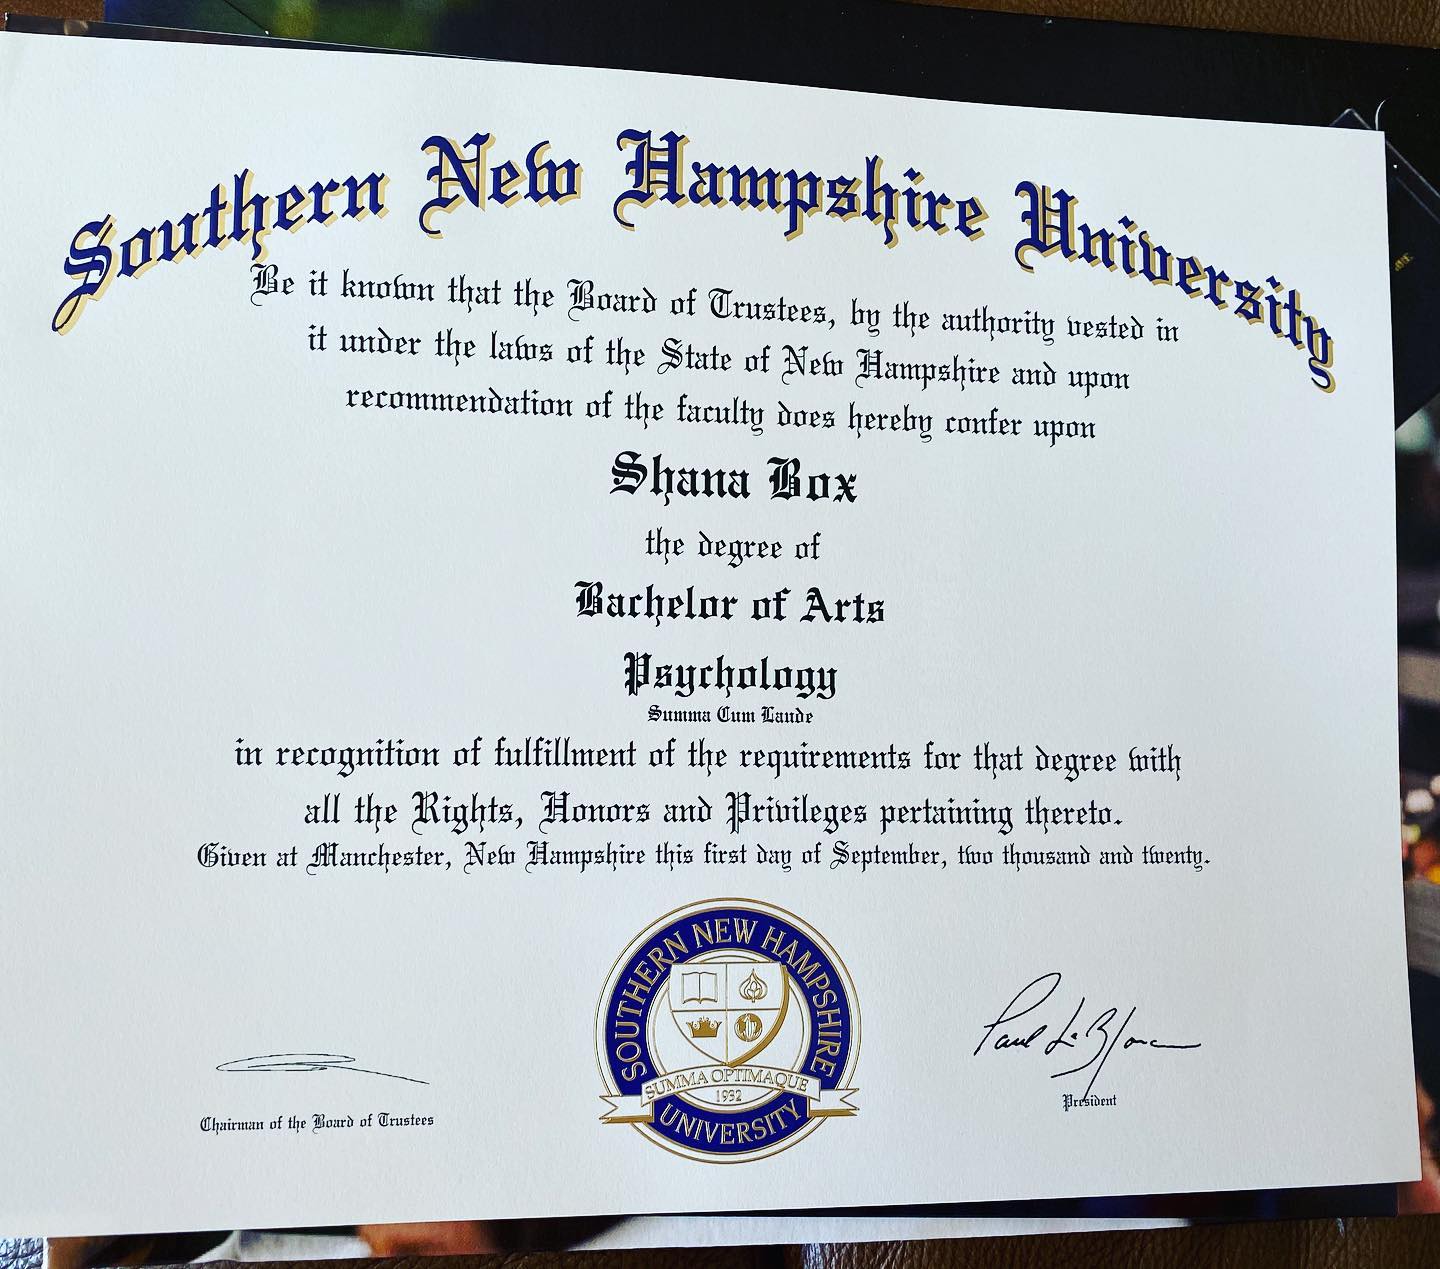 Southern New Hampshire University
Be it known that the Board of Trustees, by the authority vested in
it under the laws of the State of New Hampshire and upon
recommendation of the faculty does hereby confer upon
Shana Box
the degree of
Bachelor of Arts
Psychology
Summa Cum Laude
in recognition of fulfillment of the requirements for that degree with
all the Rights, Honors and Privileges pertaining thereto.
Given at Manchester, New Hampshire this first day of September, two thousand and twenty.
SOUTHERN NEW HAMPSHIRE
SUMMA OPTIMAQUE
1932
UNIVERSITY
Chairman of the Board of Trustees
Paul LeBlanc
President